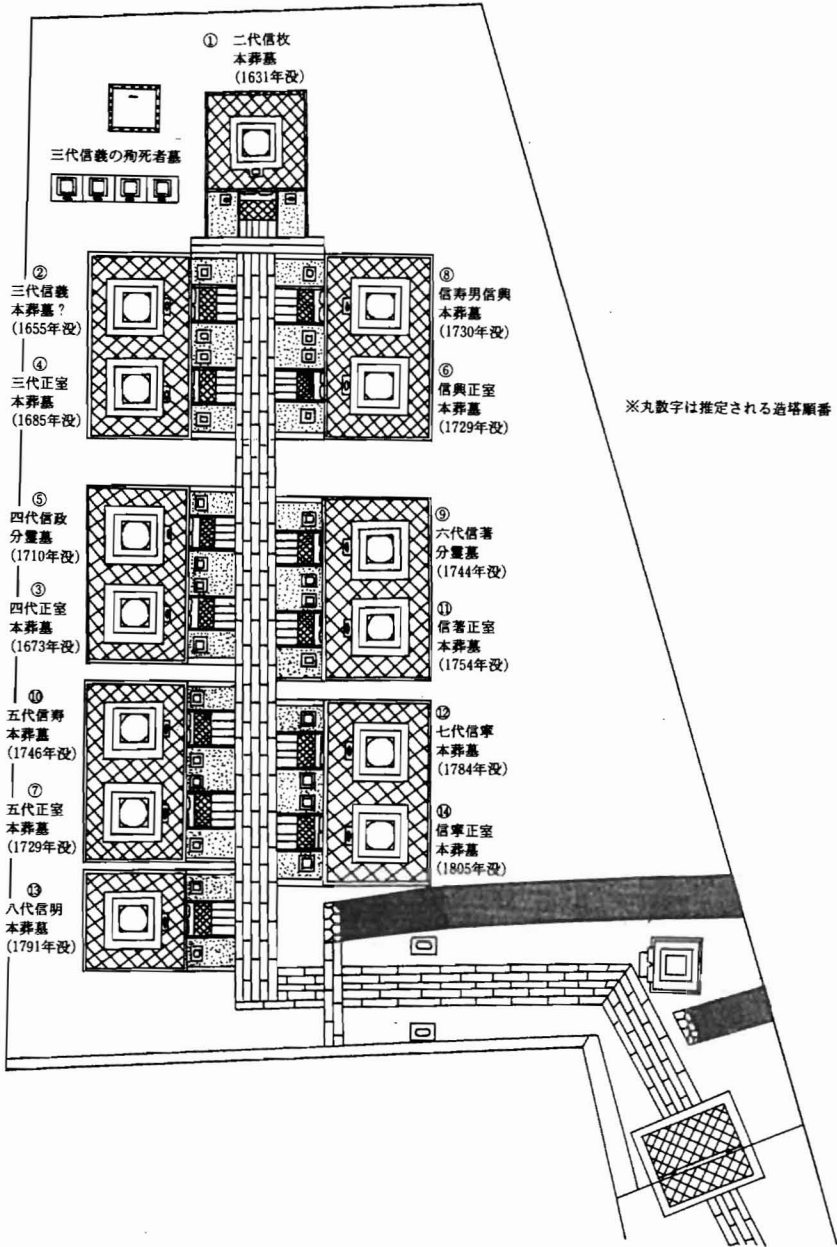 ① 二代信枚
本葬墓
(1631年没)
三代信義の殉死者墓
②
三代信義
本葬墓？
(1655年没)
④
三代正室
本葬墓
(1685年没)
⑧
信寿男信興
本葬墓
(1730年没)
⑥
信興正室
本葬墓
(1729年没)
※丸数字は推定される造塔順番
⑤
四代信政
分霊墓
(1710年没)
③
四代正室
本葬墓
(1673年没)
⑨
六代信著
分霊墓
(1744年没)
⑪
信著正室
本葬墓
(1754年没)
⑩
五代信寿
本葬墓
(1746年没)
⑦
五代正室
本葬墓
(1729年没)
⑫
七代信寧
本葬墓
(1784年没)
⑭
信寧正室
本葬墓
(1805年没)
⑬
八代信明
本葬墓
(1791年没)